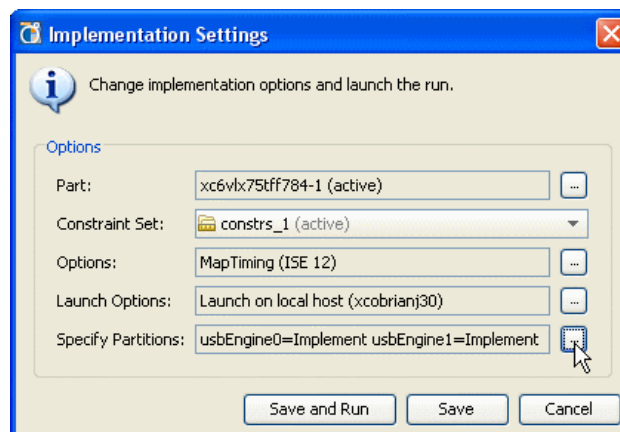 Implementation Settings
Change implementation options and launch the run.
Options
Part: xc6vlx75tff784-1 (active) ...
Constraint Set: constrs_1 (active)
Options: MapTiming (ISE 12) ...
Launch Options: Launch on local host (xcobrianj30) ...
Specify Partitions: usbEngine0=Implement usbEngine1=Implement ...
Save and Run Save Cancel